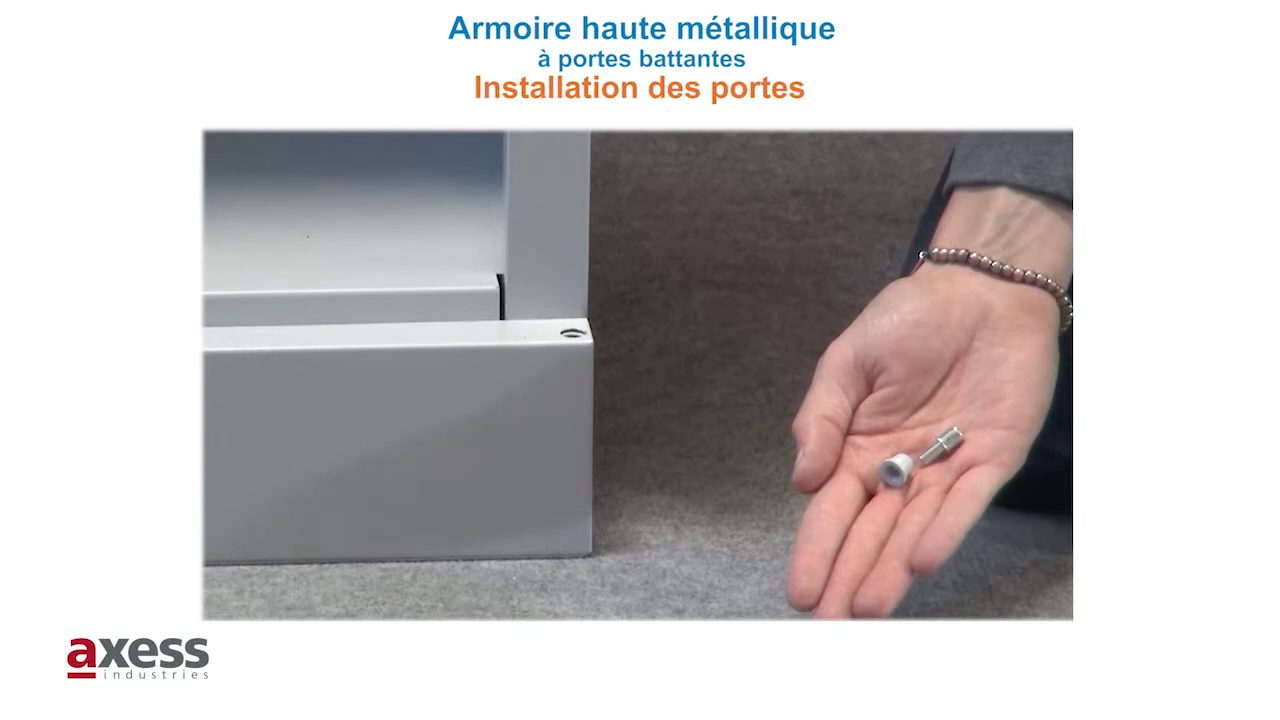 Armoire haute métallique
à portes battantes
Installation des portes
axess
industries